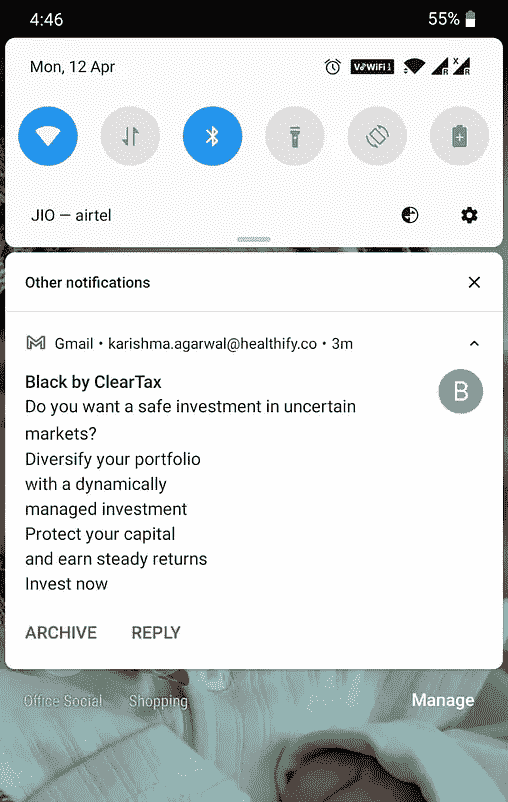 4:46 55%
Mon, 12 Apr VoWiFi 1 R X R
JIO — airtel
Other notifications
Gmail • karishma.agarwal@healthify.co • 3m
Black by ClearTax
B
Do you want a safe investment in uncertain
markets?
Diversify your portfolio
with a dynamically
managed investment
Protect your capital
and earn steady returns
Invest now
ARCHIVE REPLY
Office Social Shopping Manage